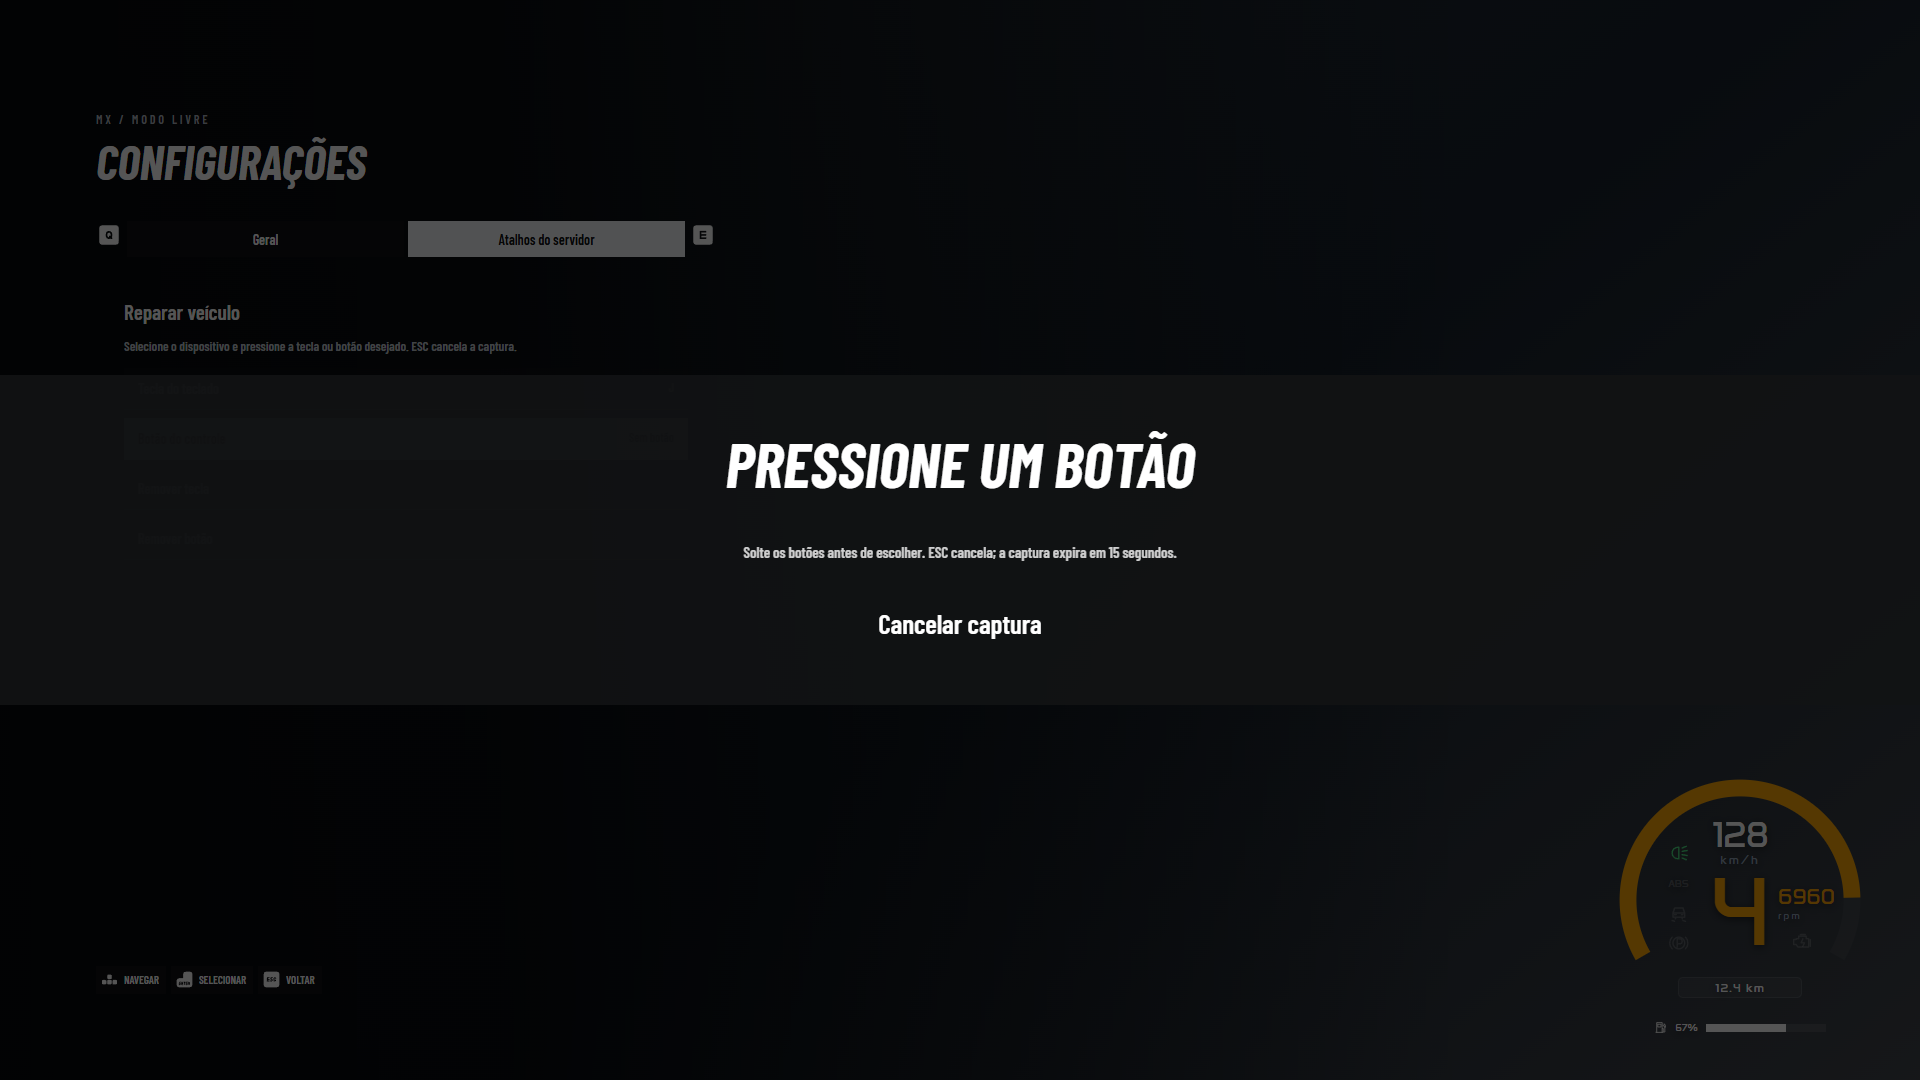 MX / MODO LIVRE
CONFIGURAÇÕES
Q
Geral
Atalhos do servidor
E
Reparar veículo
Selecione o dispositivo e pressione a tecla ou botão desejado. ESC cancela a captura.
PRESSIONE UM BOTÃO
Solte os botões antes de escolher. ESC cancela; a captura expira em 15 segundos.
Cancelar captura
128
km/h
ABS
4
6960
rpm
12.4 km
67%
NAVEGAR
SELECIONAR
ESC
VOLTAR